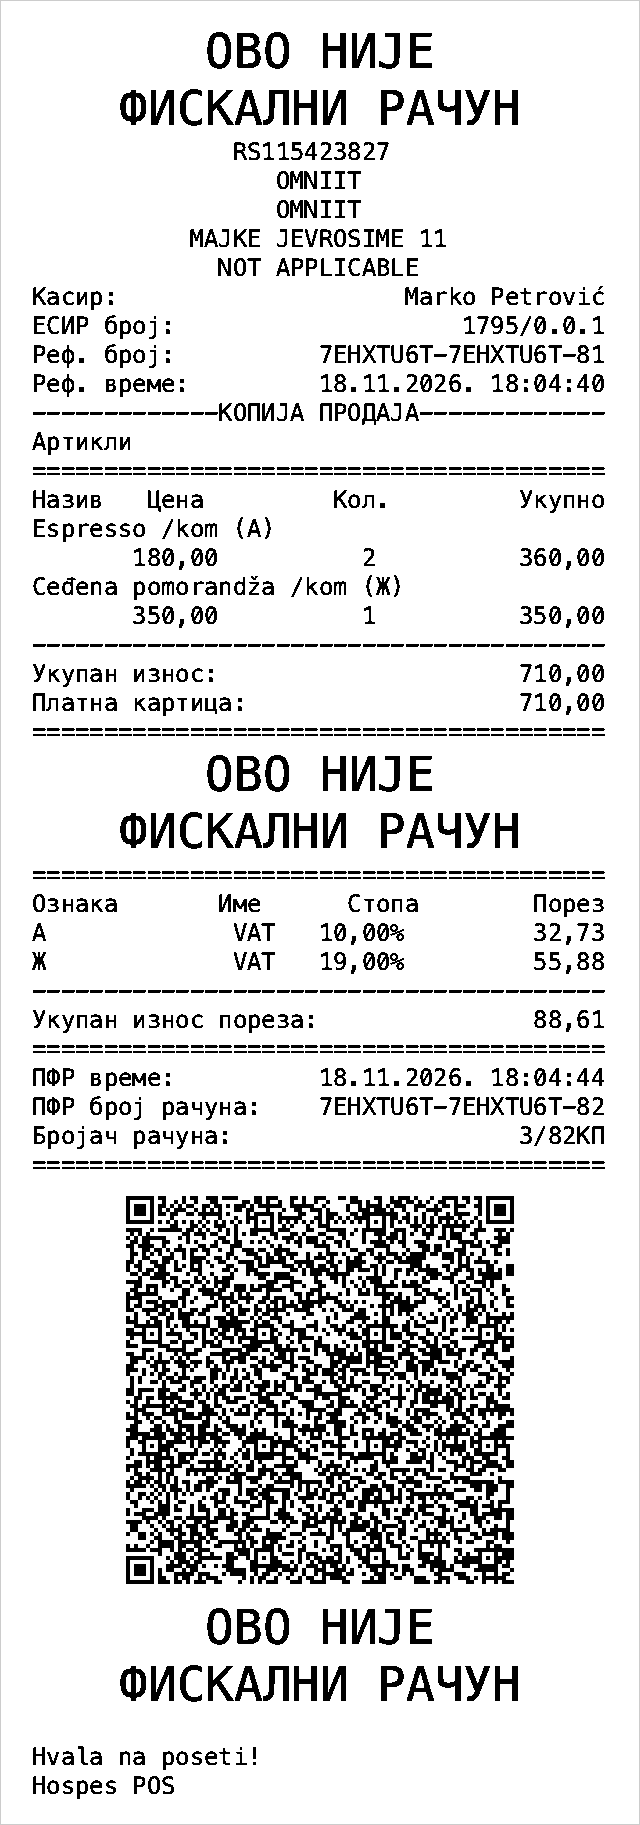 ОВО НИЈЕ
ФИСКАЛНИ РАЧУН
RS115423827
OMNIIT
OMNIIT
MAJKE JEVROSIME 11
NOT APPLICABLE
Касир: Marko Petrović
ЕСИР број: 1795/0.0.1
Реф. број: 7EHXTU6T-7EHXTU6T-81
Реф. време: 18.11.2026. 18:04:40
-------------КОПИЈА ПРОДАЈА-------------
Артикли
========================================
Назив Цена Кол. Укупно
Espresso /kom (А)
180,00 2 360,00
Ceđena pomorandža /kom (Ж)
350,00 1 350,00
----------------------------------------
Укупан износ: 710,00
Платна картица: 710,00
========================================
ОВО НИЈЕ
ФИСКАЛНИ РАЧУН
========================================
Ознака Име Стопа Порез
А VAT 10,00% 32,73
Ж VAT 19,00% 55,88
----------------------------------------
Укупан износ пореза: 88,61
========================================
ПФР време: 18.11.2026. 18:04:44
ПФР број рачуна: 7EHXTU6T-7EHXTU6T-82
Бројач рачуна: 3/82КП
========================================
ОВО НИЈЕ
ФИСКАЛНИ РАЧУН
Hvala na poseti!
Hospes POS